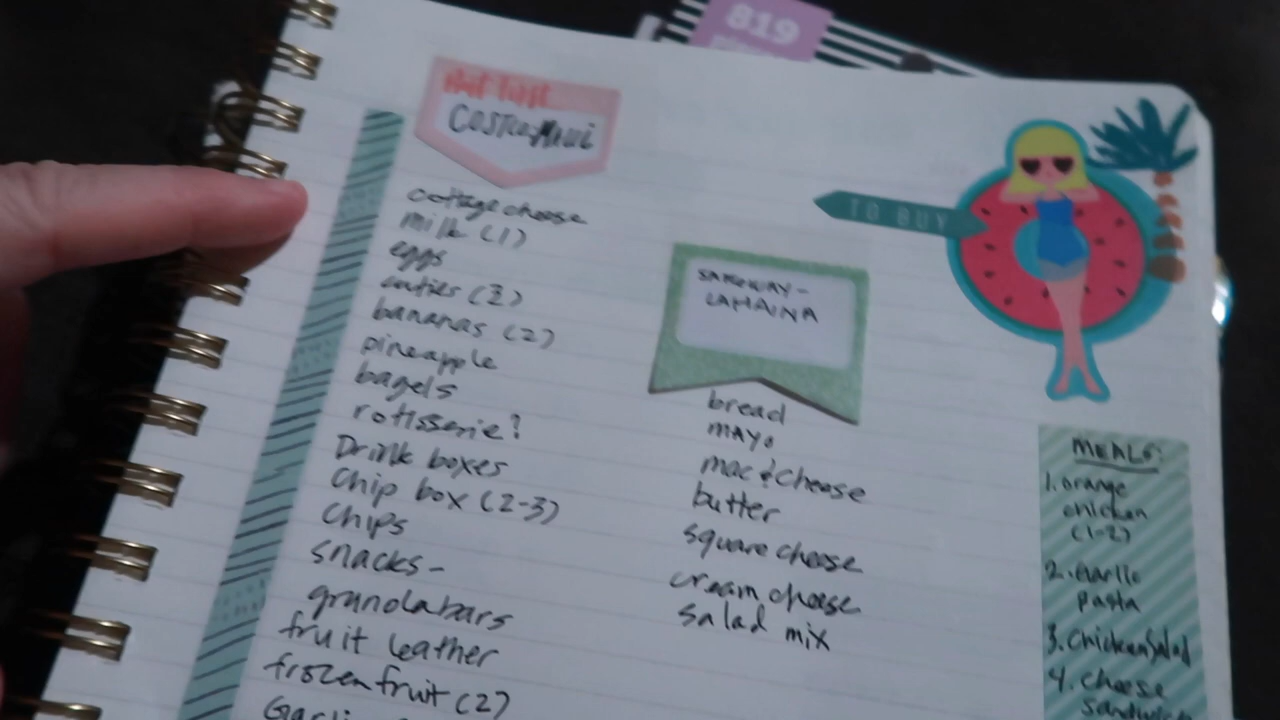 819
HOT LIST
COSTCO-MAUI
cottage cheese
milk (1)
eggs
cuties (2)
bananas (2)
pineapple
bagels
rotisserie?
Drink boxes
Chip box (2-3)
Chips
snacks-
granola bars
fruit leather
frozen fruit (2)
TO BUY
SAFEWAY-
LAHAINA
bread
mayo
mac & cheese
butter
square cheese
cream cheese
salad mix
MEALS:
1. orange
chicken
(1-2)
2. Garlic
pasta
3. Chicken Salad
4. cheese